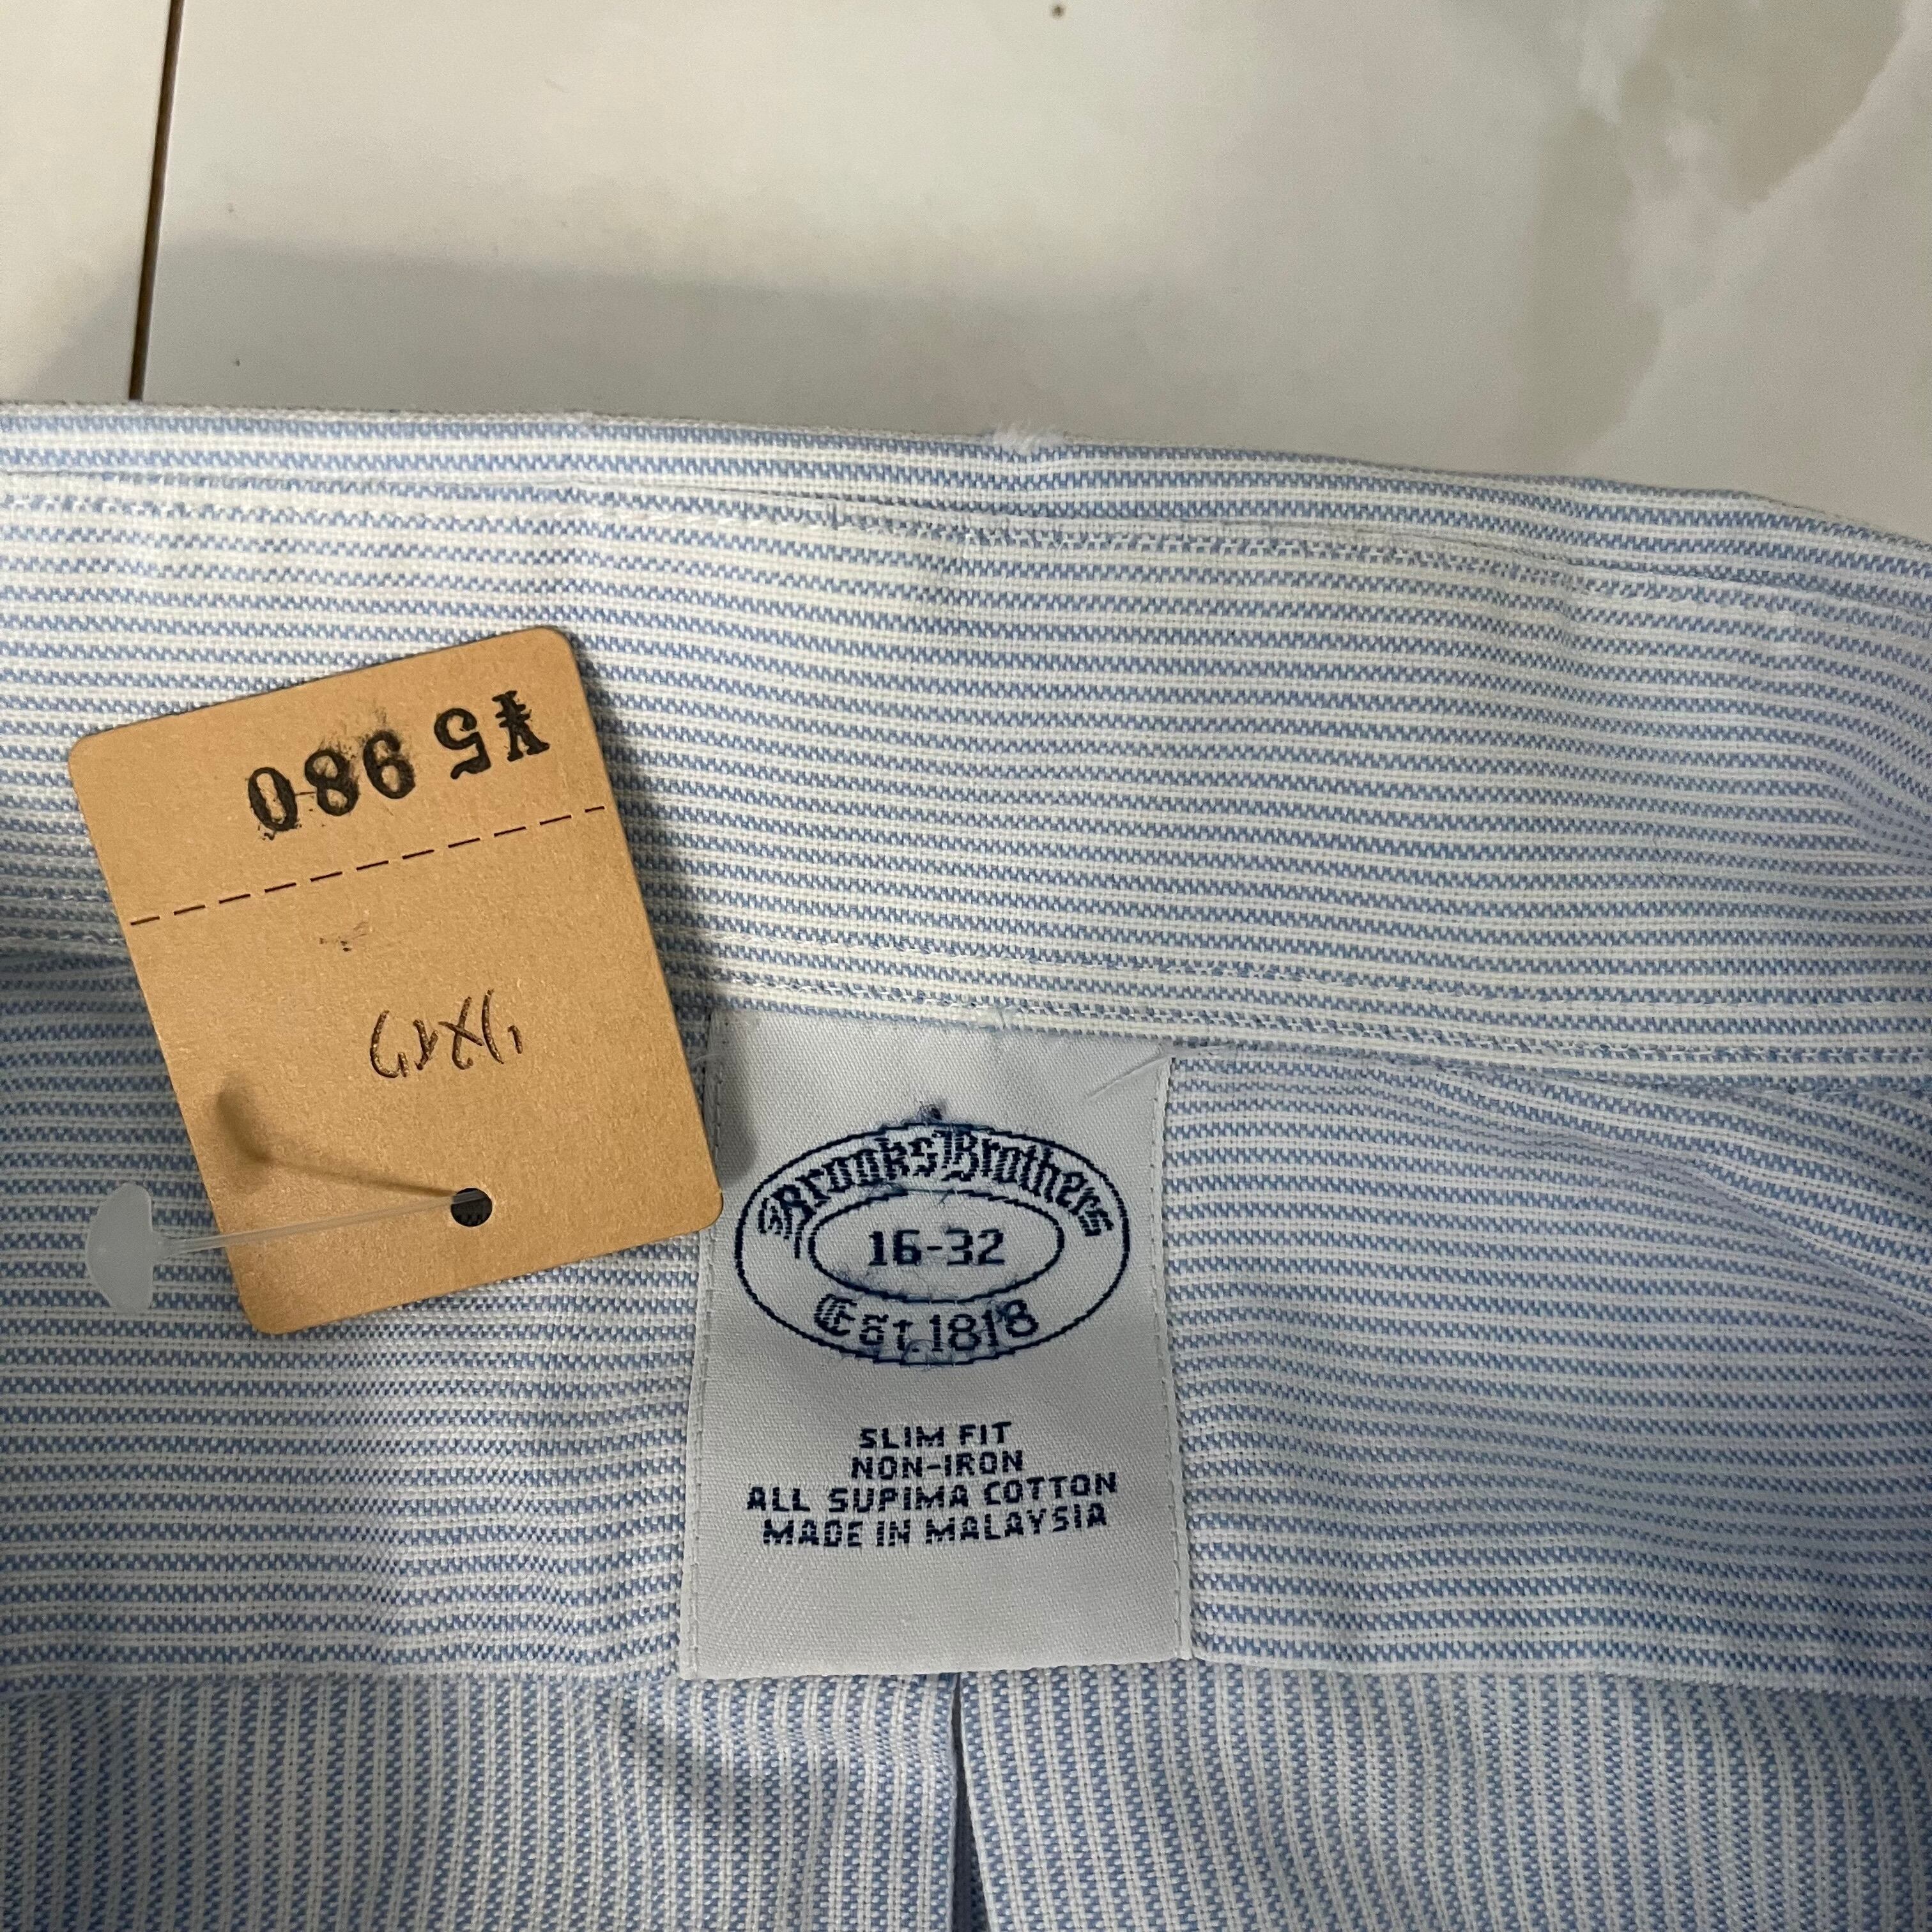 ¥5 980
Brooks Brothers
16-32
Est. 1818
SLIM FIT
NON-IRON
ALL SUPIMA COTTON
MADE IN MALAYSIA